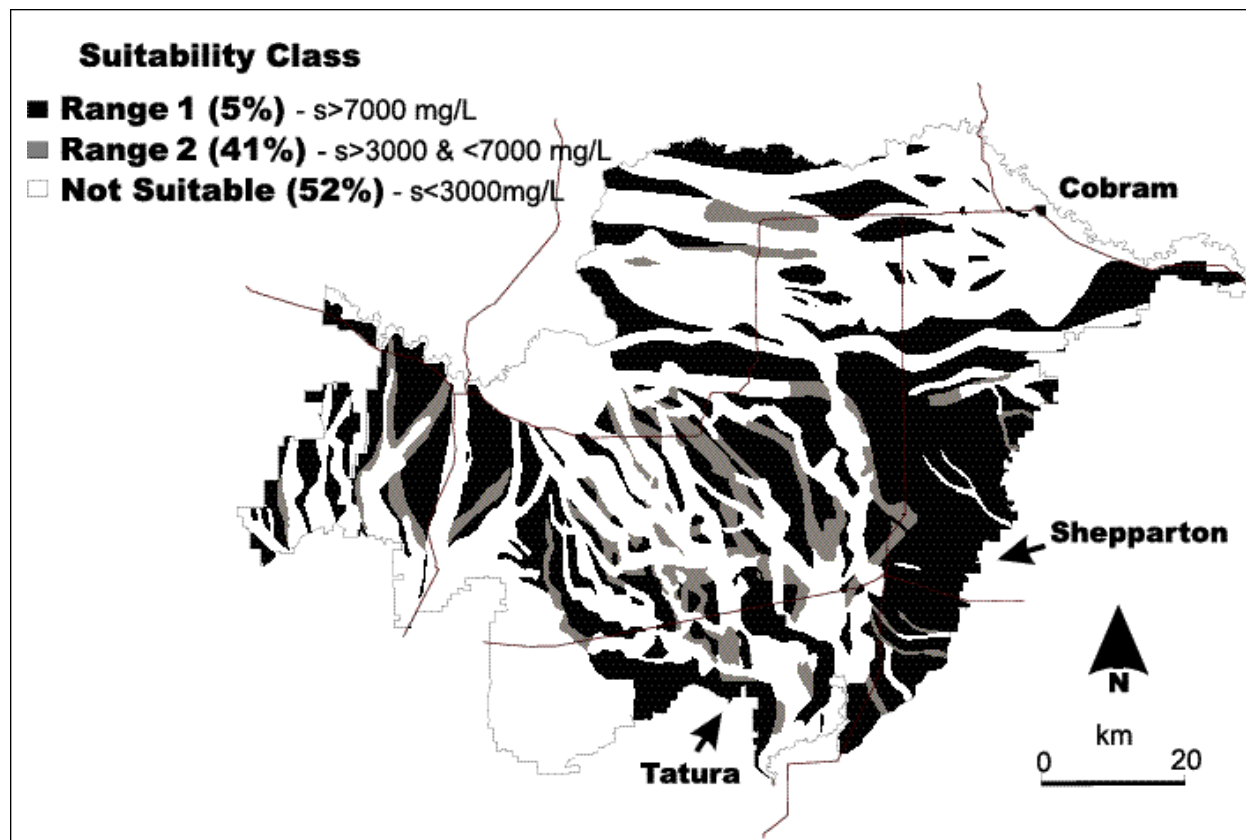 Suitability Class
Range 1 (5%) - s>7000 mg/L
Range 2 (41%) - s>3000 & <7000 mg/L
Not Suitable (52%) - s<3000mg/L
Cobram
Shepparton
Tatura
N
km
0 20